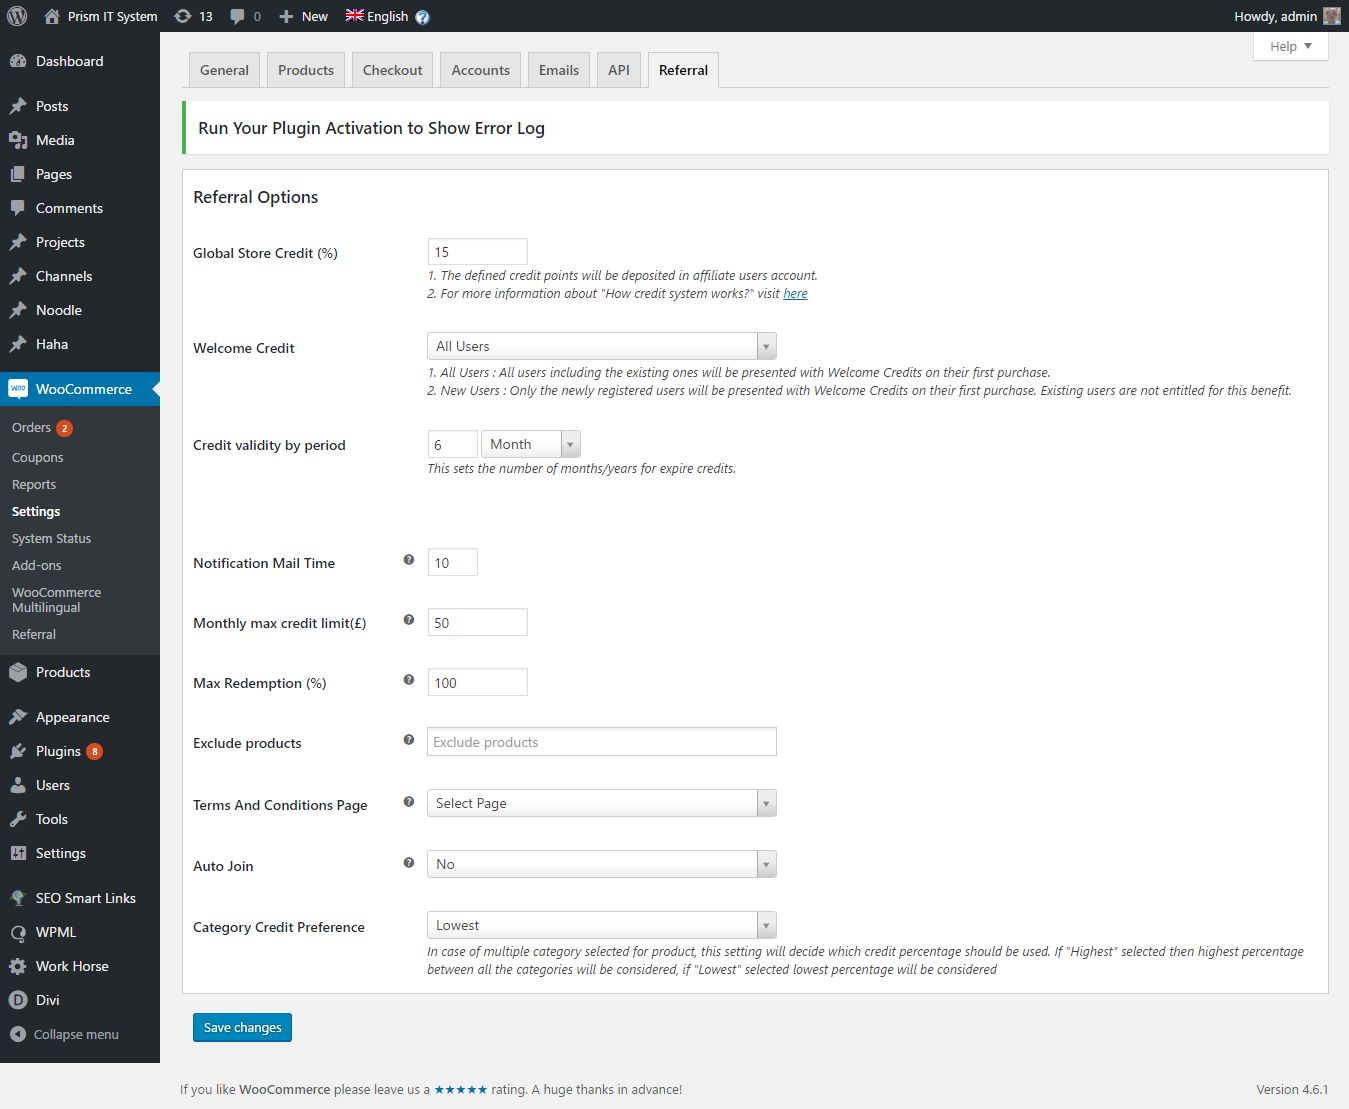 Prism IT System 13 0 New English Howdy, admin
Help
Dashboard
Posts
Media
Pages
Comments
Projects
Channels
Noodle
Haha
woo WooCommerce
Orders 2
Coupons
Reports
Settings
System Status
Add-ons
WooCommerce
Multilingual
Referral
Products
Appearance
Plugins 8
Users
Tools
Settings
SEO Smart Links
WPML
Work Horse
D Divi
Collapse menu
General Products Checkout Accounts Emails API Referral
Run Your Plugin Activation to Show Error Log
Referral Options
Global Store Credit (%) 15
1. The defined credit points will be deposited in affiliate users account.
2. For more information about "How credit system works?" visit here
Welcome Credit All Users
1. All Users : All users including the existing ones will be presented with Welcome Credits on their first purchase.
2. New Users : Only the newly registered users will be presented with Welcome Credits on their first purchase. Existing users are not entitled for this benefit.
Credit validity by period 6 Month
This sets the number of months/years for expire credits.
Notification Mail Time ? 10
Monthly max credit limit(£) ? 50
Max Redemption (%) ? 100
Exclude products ? Exclude products
Terms And Conditions Page ? Select Page
Auto Join ? No
Category Credit Preference Lowest
In case of multiple category selected for product, this setting will decide which credit percentage should be used. If "Highest" selected then highest percentage
between all the categories will be considered, if "Lowest" selected lowest percentage will be considered
Save changes
If you like WooCommerce please leave us a ★★★★★ rating. A huge thanks in advance! Version 4.6.1